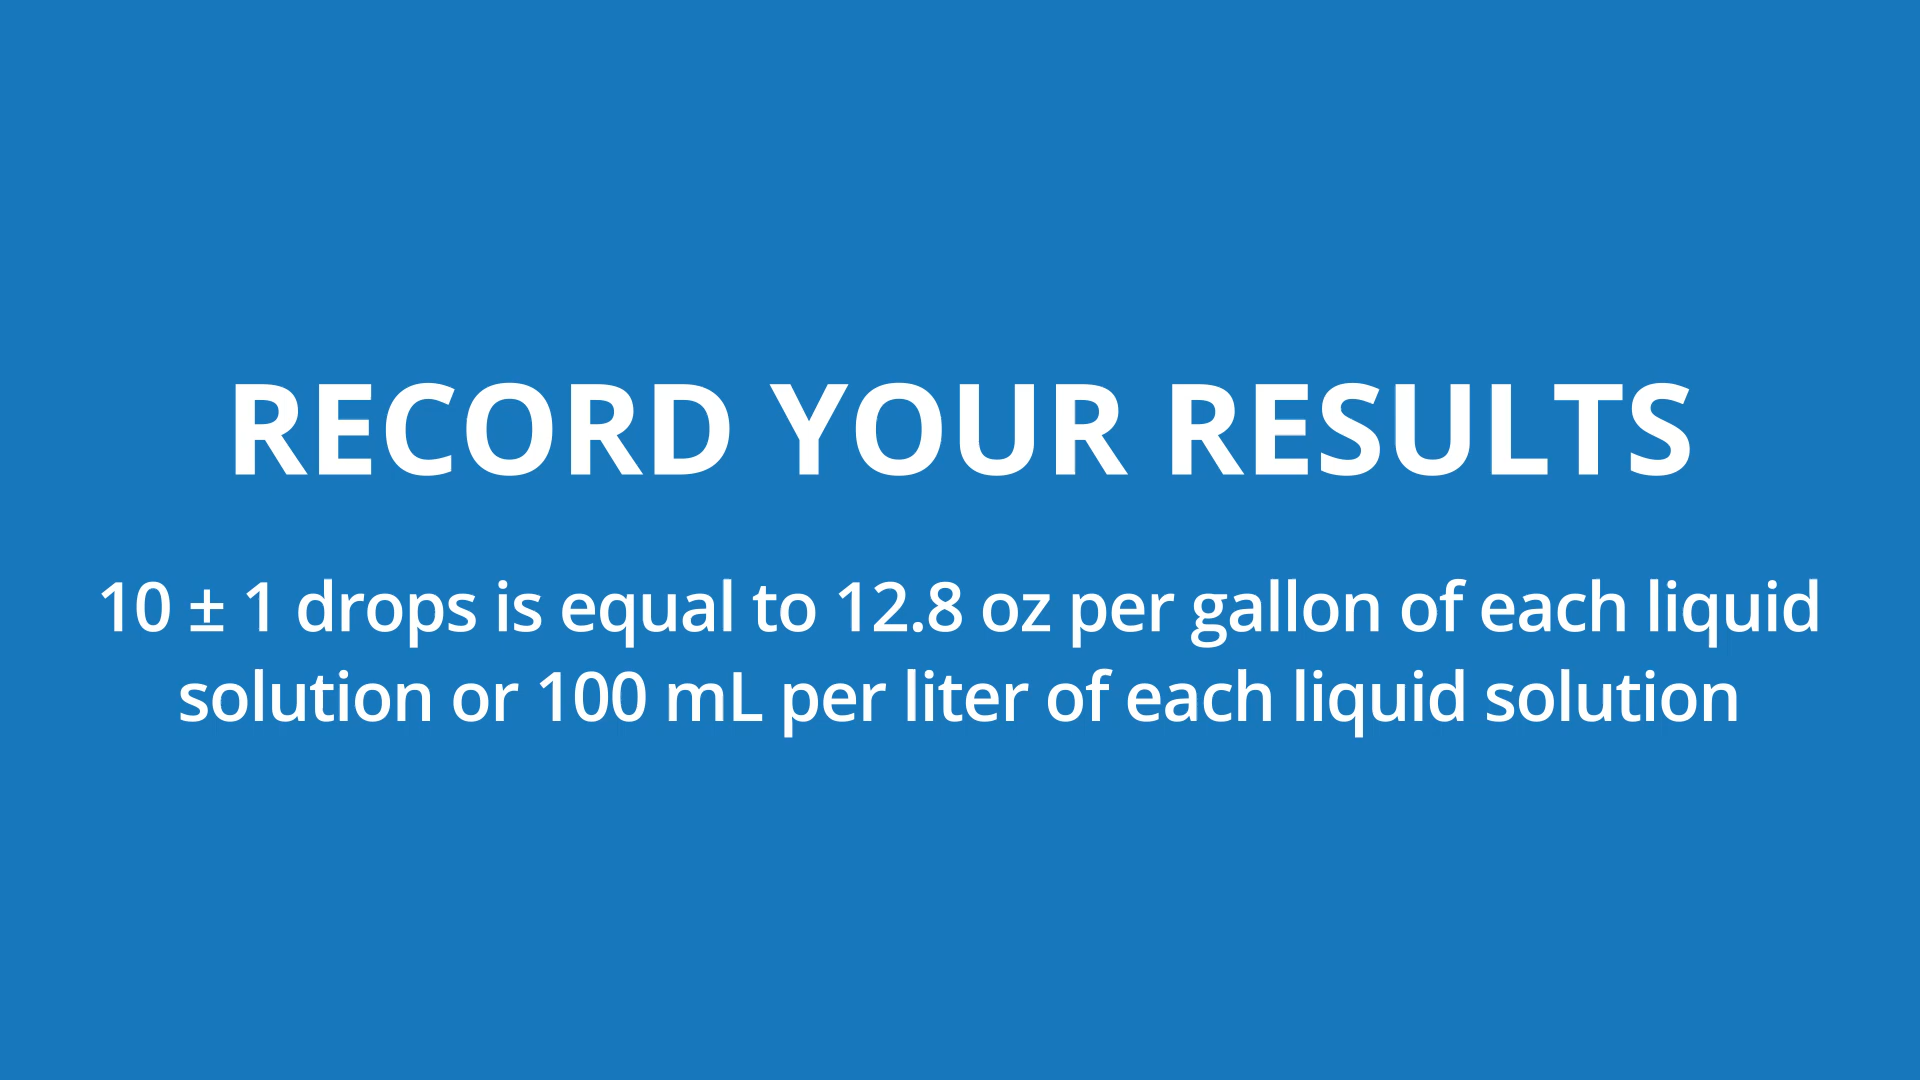 RECORD YOUR RESULTS
10 ± 1 drops is equal to 12.8 oz per gallon of each liquid
solution or 100 mL per liter of each liquid solution